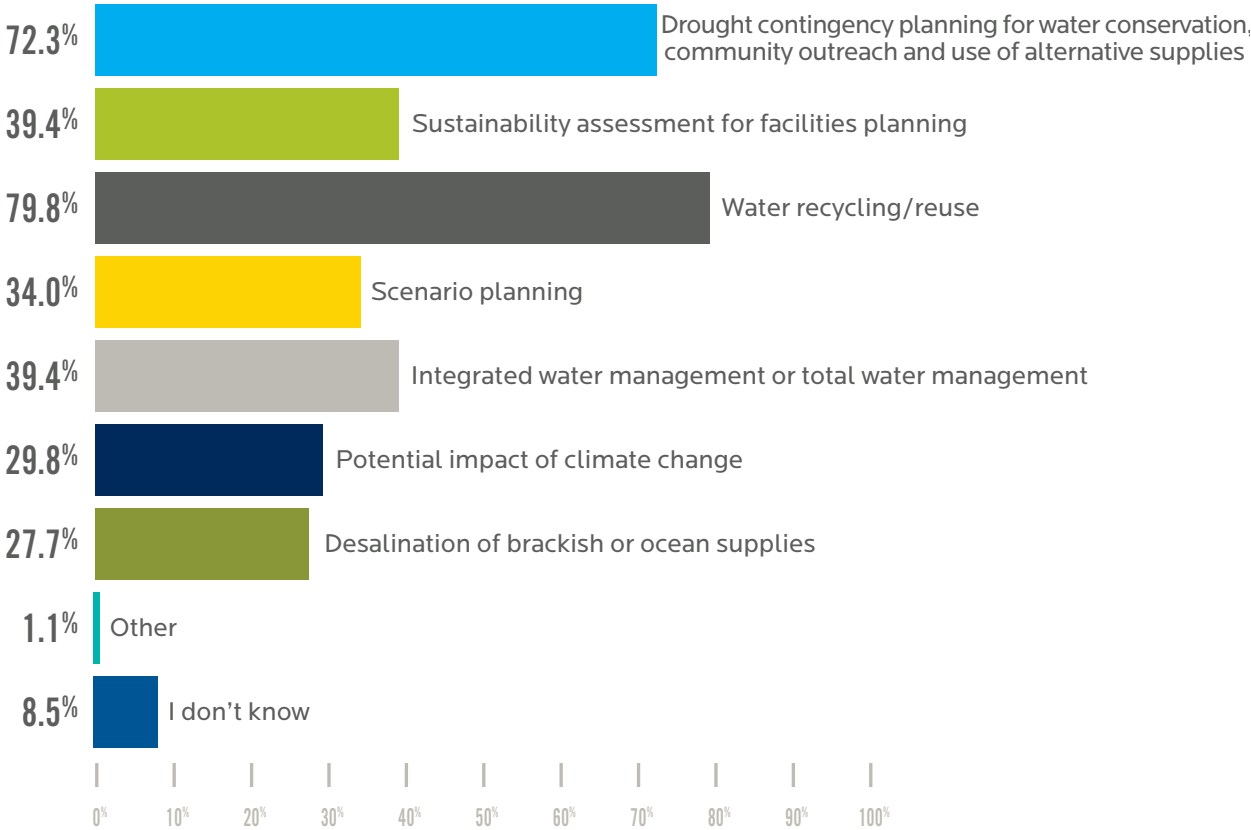 72.3%
Drought contingency planning for water conservation,
community outreach and use of alternative supplies
39.4%
Sustainability assessment for facilities planning
79.8%
Water recycling/reuse
34.0%
Scenario planning
39.4%
Integrated water management or total water management
29.8%
Potential impact of climate change
27.7%
Desalination of brackish or ocean supplies
1.1%
Other
8.5%
I don't know
0% 10% 20% 30% 40% 50% 60% 70% 80% 90% 100%